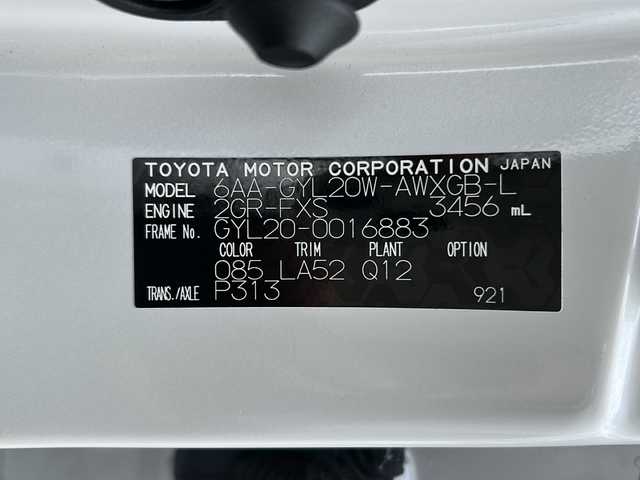 TOYOTA MOTOR CORPORATION JAPAN
MODEL 6AA-GYL20W-AWXGB-L
ENGINE 2GR-FXS 3456 mL
FRAME No. GYL20-0016883
COLOR TRIM PLANT OPTION
085 LA52 Q12
TRANS./AXLE P313 921